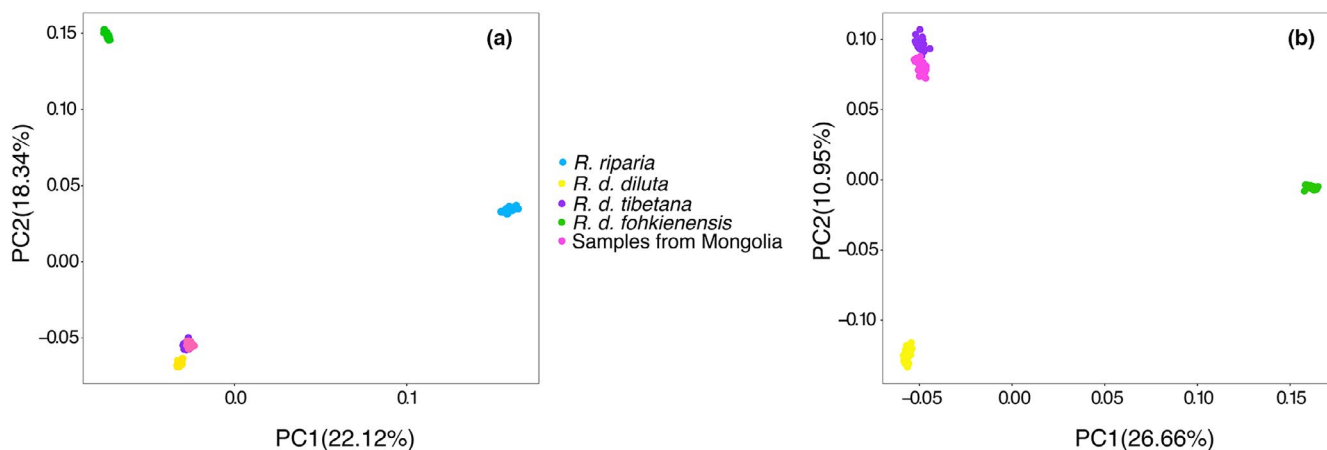 (a)
PC2(18.34%)
0.15
0.10
0.05
0.00
−0.05
0.0
0.1
PC1(22.12%)
R. riparia
R. d. diluta
R. d. tibetana
R. d. fohkienensis
Samples from Mongolia
(b)
PC2(10.95%)
0.10
0.05
0.00
−0.05
−0.10
−0.05
0.00
0.05
0.10
0.15
PC1(26.66%)